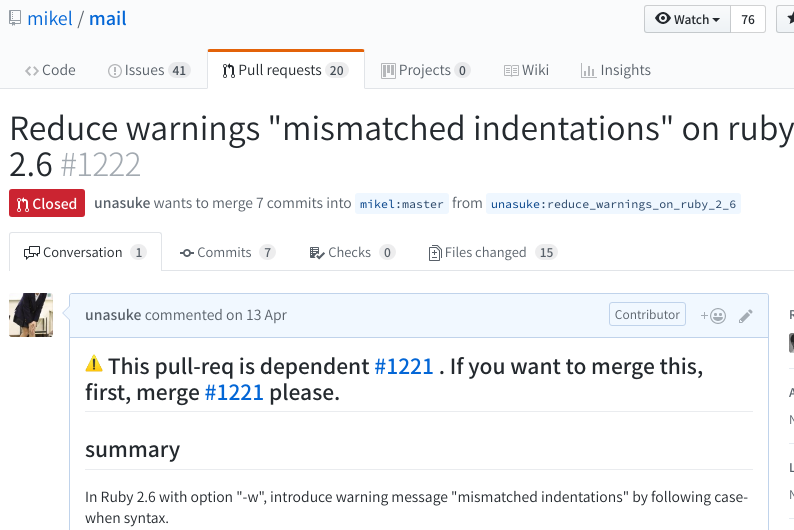 mikel / mail
Watch
76
Code
Issues 41
Pull requests 20
Projects 0
Wiki
Insights
Reduce warnings "mismatched indentations" on ruby
2.6 #1222
Closed
unasuke wants to merge 7 commits into mikel:master from unasuke:reduce_warnings_on_ruby_2_6
Conversation 1
Commits 7
Checks 0
Files changed 15
unasuke commented on 13 Apr
Contributor
This pull-req is dependent #1221 . If you want to merge this,
first, merge #1221 please.
summary
In Ruby 2.6 with option "-w", introduce warning message "mismatched indentations" by following case-
when syntax.